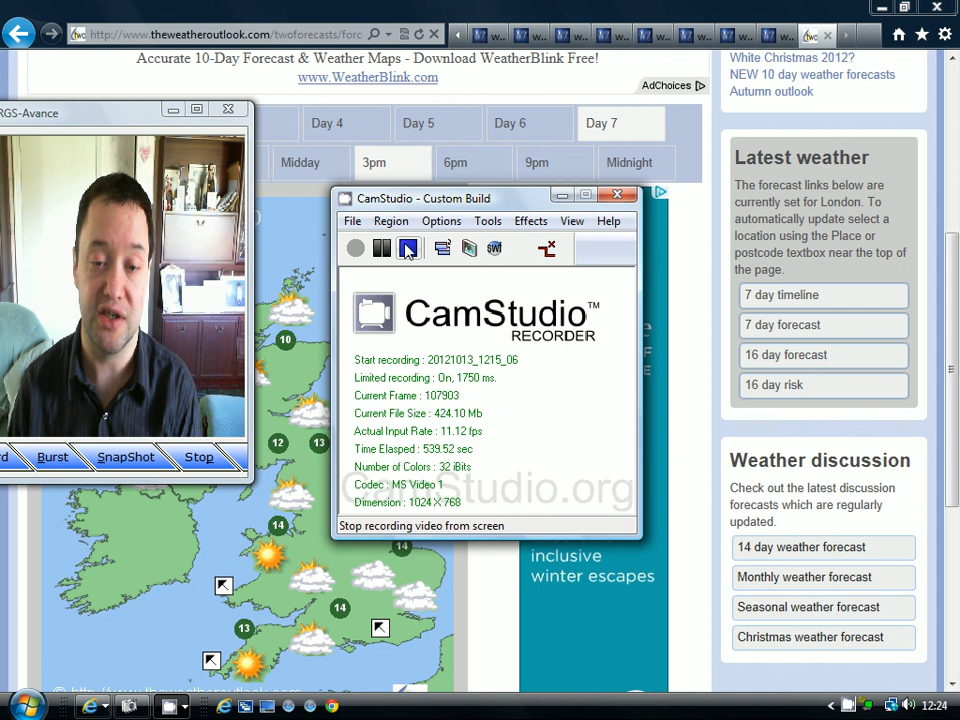 http://www.theweatheroutlook.com/twoforecasts/forc
w...
w...
w...
w...
w...
w...
w...
w...
Accurate 10-Day Forecast & Weather Maps - Download WeatherBlink Free!
www.WeatherBlink.com
AdChoices
Day 4
Day 5
Day 6
Day 7
Midday
3pm
6pm
9pm
Midnight
RGS-Avance
Burst
SnapShot
Stop
CamStudio - Custom Build
File Region Options Tools Effects View Help
SWF
CamStudio™
RECORDER
Start recording : 20121013_1215_06
Limited recording : On, 1750 ms.
Current Frame : 107903
Current File Size : 424.10 Mb
Actual Input Rate : 11.12 fps
Time Elasped : 539.52 sec
Number of Colors : 32 iBits
Codec : MS Video 1
Dimension : 1024 X 768
CamStudio.org
Stop recording video from screen
10
12
13
14
14
14
13
inclusive
winter escapes
White Christmas 2012?
NEW 10 day weather forecasts
Autumn outlook
Latest weather
The forecast links below are
currently set for London. To
automatically update select a
location using the Place or
postcode textbox near the top of
the page.
7 day timeline
7 day forecast
16 day forecast
16 day risk
Weather discussion
Check out the latest discussion
forecasts which are regularly
updated.
14 day weather forecast
Monthly weather forecast
Seasonal weather forecast
Christmas weather forecast
© http://www.theweatheroutlook.com
12:24